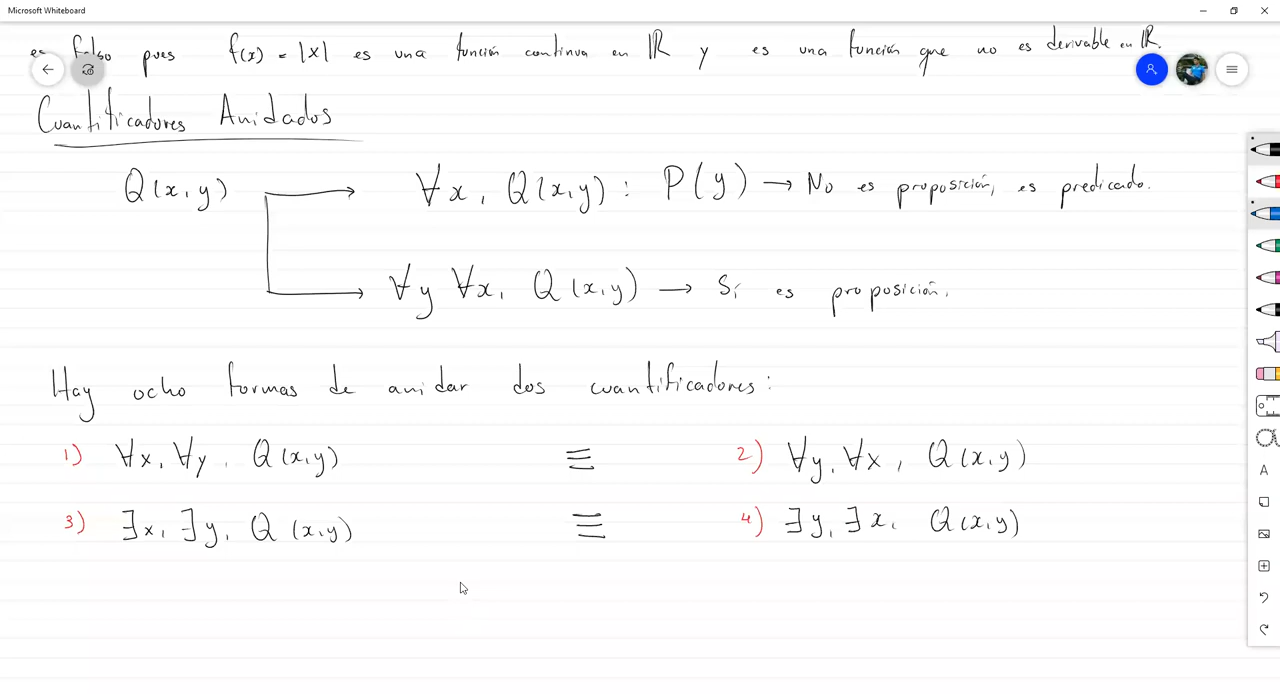 Microsoft Whiteboard
es falso pues f(x) = |x| es una función continua en ℝ y es una función que no es derivable en ℝ.
Cuantificadores Anidados
Q(x,y) → ∀x, Q(x,y) : P(y) → No es proposición, es predicado.
→ ∀y ∀x, Q(x,y) → Sí es proposición.
Hay ocho formas de anidar dos cuantificadores:
1) ∀x, ∀y, Q(x,y) ≡ 2) ∀y, ∀x, Q(x,y)
3) ∃x, ∃y, Q(x,y) ≡ 4) ∃y, ∃x, Q(x,y)
A